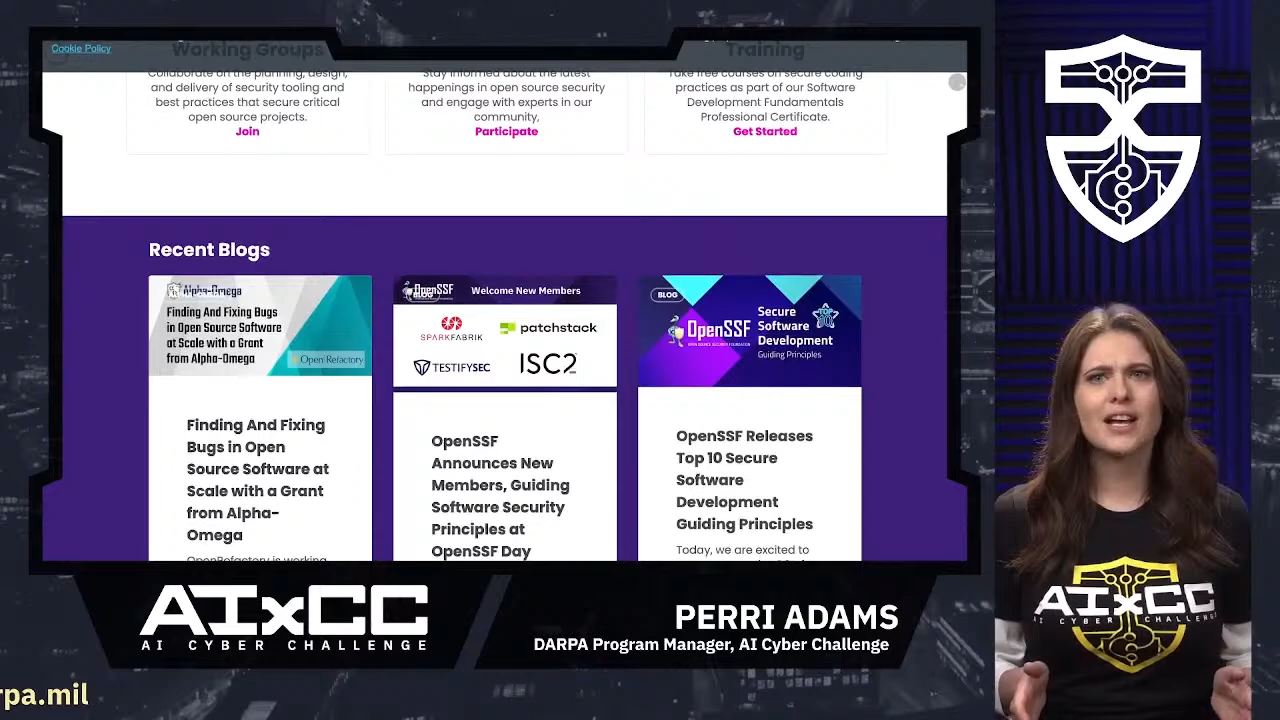 Cookie Policy
Working Groups
Training
Collaborate on the planning, design,
and delivery of security tooling and
best practices that secure critical
open source projects.
Join
Stay informed about the latest
happenings in open source security
and engage with experts in our
community,
Participate
Take free courses on secure coding
practices as part of our Software
Development Fundamentals
Professional Certificate.
Get Started
Recent Blogs
Alpha-Omega
Finding And Fixing Bugs
in Open Source Software
at Scale with a Grant
from Alpha-Omega
OpenRefactory
Finding And Fixing
Bugs in Open
Source Software at
Scale with a Grant
from Alpha-
Omega
OpenRefactory is working
OpenSSF
BLOG
Welcome New Members
SPARKFABRIK
patchstack
TESTIFYSEC
ISC2
OpenSSF
Announces New
Members, Guiding
Software Security
Principles at
OpenSSF Day
BLOG
OpenSSF
OPEN SOURCE SECURITY FOUNDATION
Secure
Software
Development
Guiding Principles
OpenSSF Releases
Top 10 Secure
Software
Development
Guiding Principles
Today, we are excited to
AIxCC
AI CYBER CHALLENGE
PERRI ADAMS
DARPA Program Manager, AI Cyber Challenge
rpa.mil
AIxCC
AI CYBER CHALLENGE